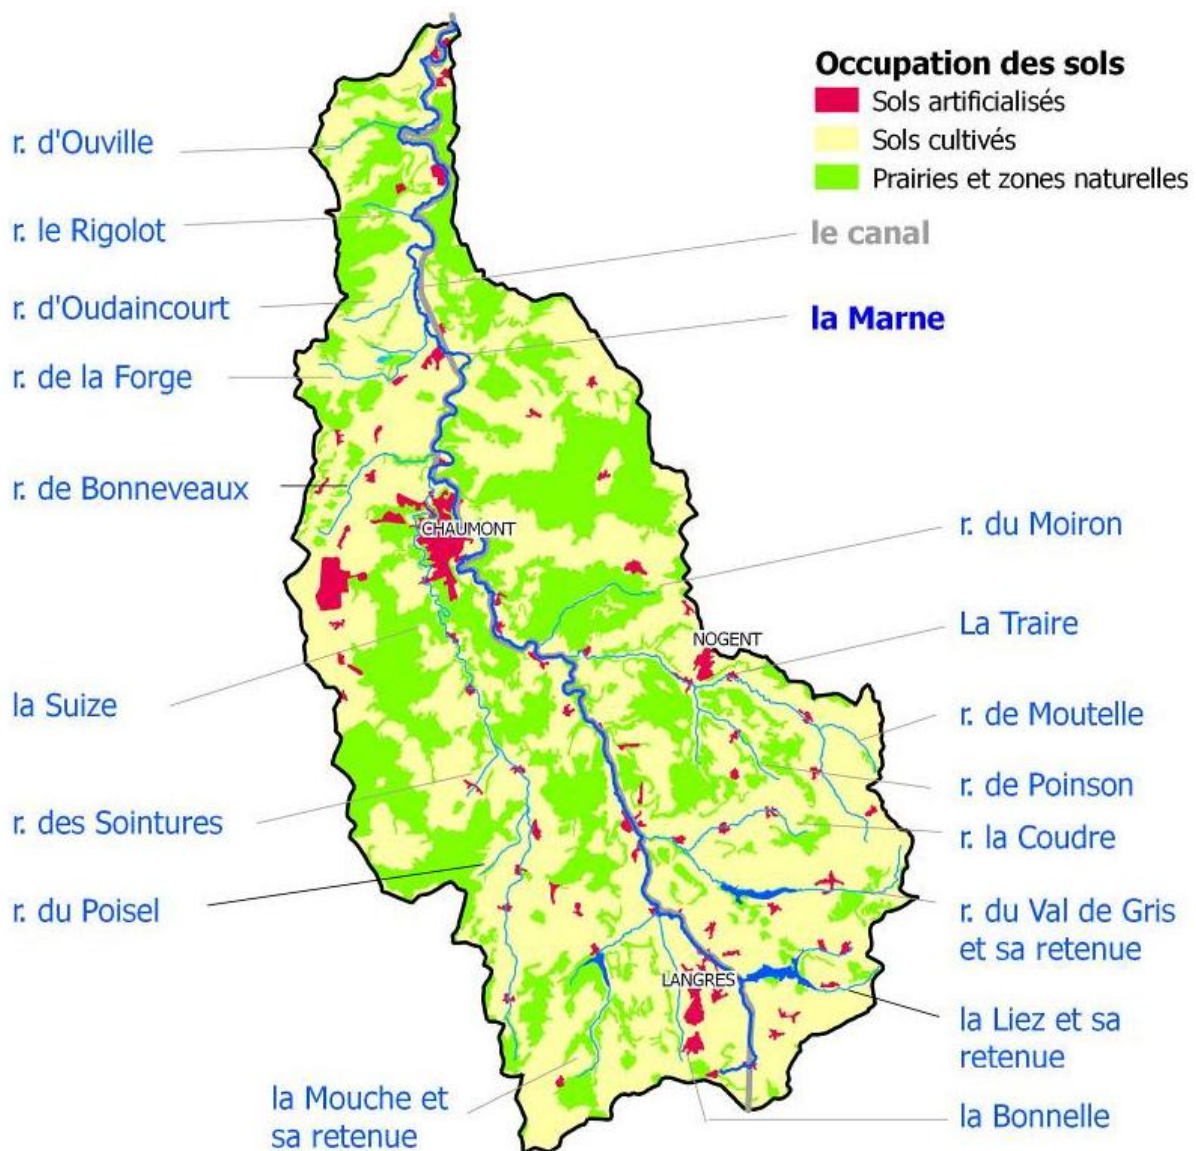 Occupation des sols
Sols artificialisés
Sols cultivés
Prairies et zones naturelles
le canal
la Marne
r. d'Ouville
r. le Rigolot
r. d'Oudaincourt
r. de la Forge
r. de Bonneveaux
CHAUMONT
r. du Moiron
NOGENT
La Traire
la Suize
r. de Moutelle
r. de Poinson
r. des Sointures
r. la Coudre
r. du Poisel
r. du Val de Gris
et sa retenue
LANGRES
la Liez et sa
retenue
la Mouche et
sa retenue
la Bonnelle